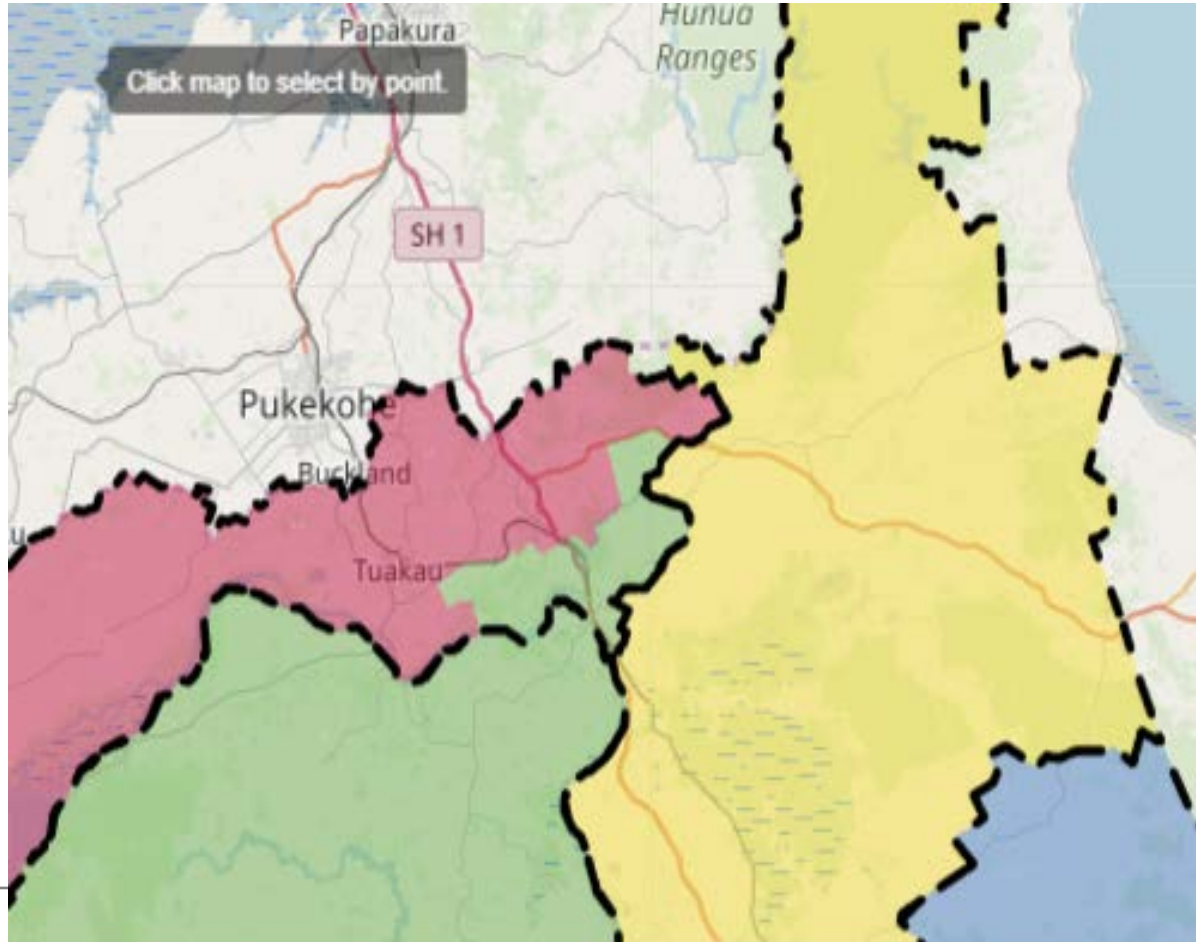 Hunua
Ranges
Papakura
Click map to select by point.
SH 1
Pukekohe
Buckland
Tuakau